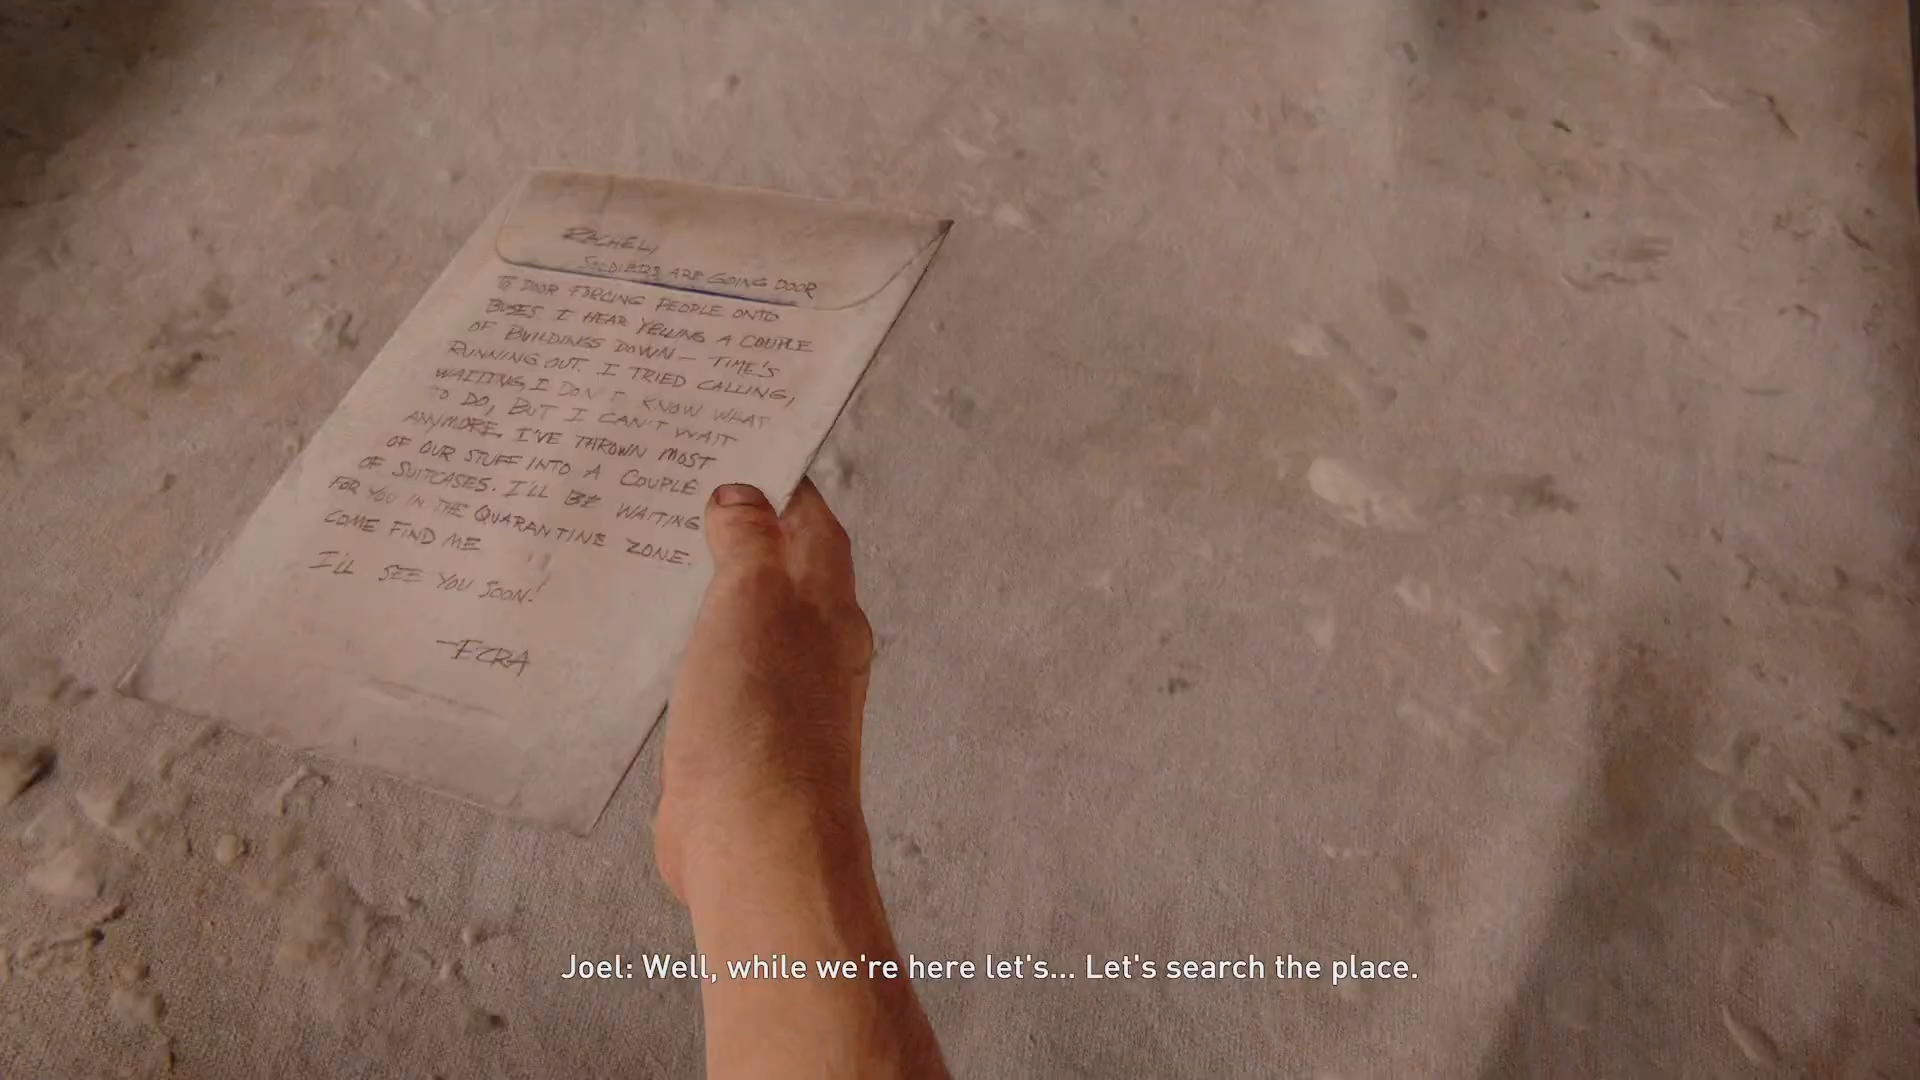 RACHEL,
SOLDIERS ARE GOING DOOR
TO DOOR FORCING PEOPLE ONTO
BUSES. I HEAR YELLING A COUPLE
OF BUILDINGS DOWN – TIME'S
RUNNING OUT. I TRIED CALLING,
WAITING, I DON'T KNOW WHAT
TO DO, BUT I CAN'T WAIT
ANYMORE. I'VE THROWN MOST
OF OUR STUFF INTO A COUPLE
OF SUITCASES. I'LL BE WAITING
FOR YOU IN THE QUARANTINE ZONE.
COME FIND ME
I'LL SEE YOU SOON!
–EZRA
Joel: Well, while we're here let's... Let's search the place.